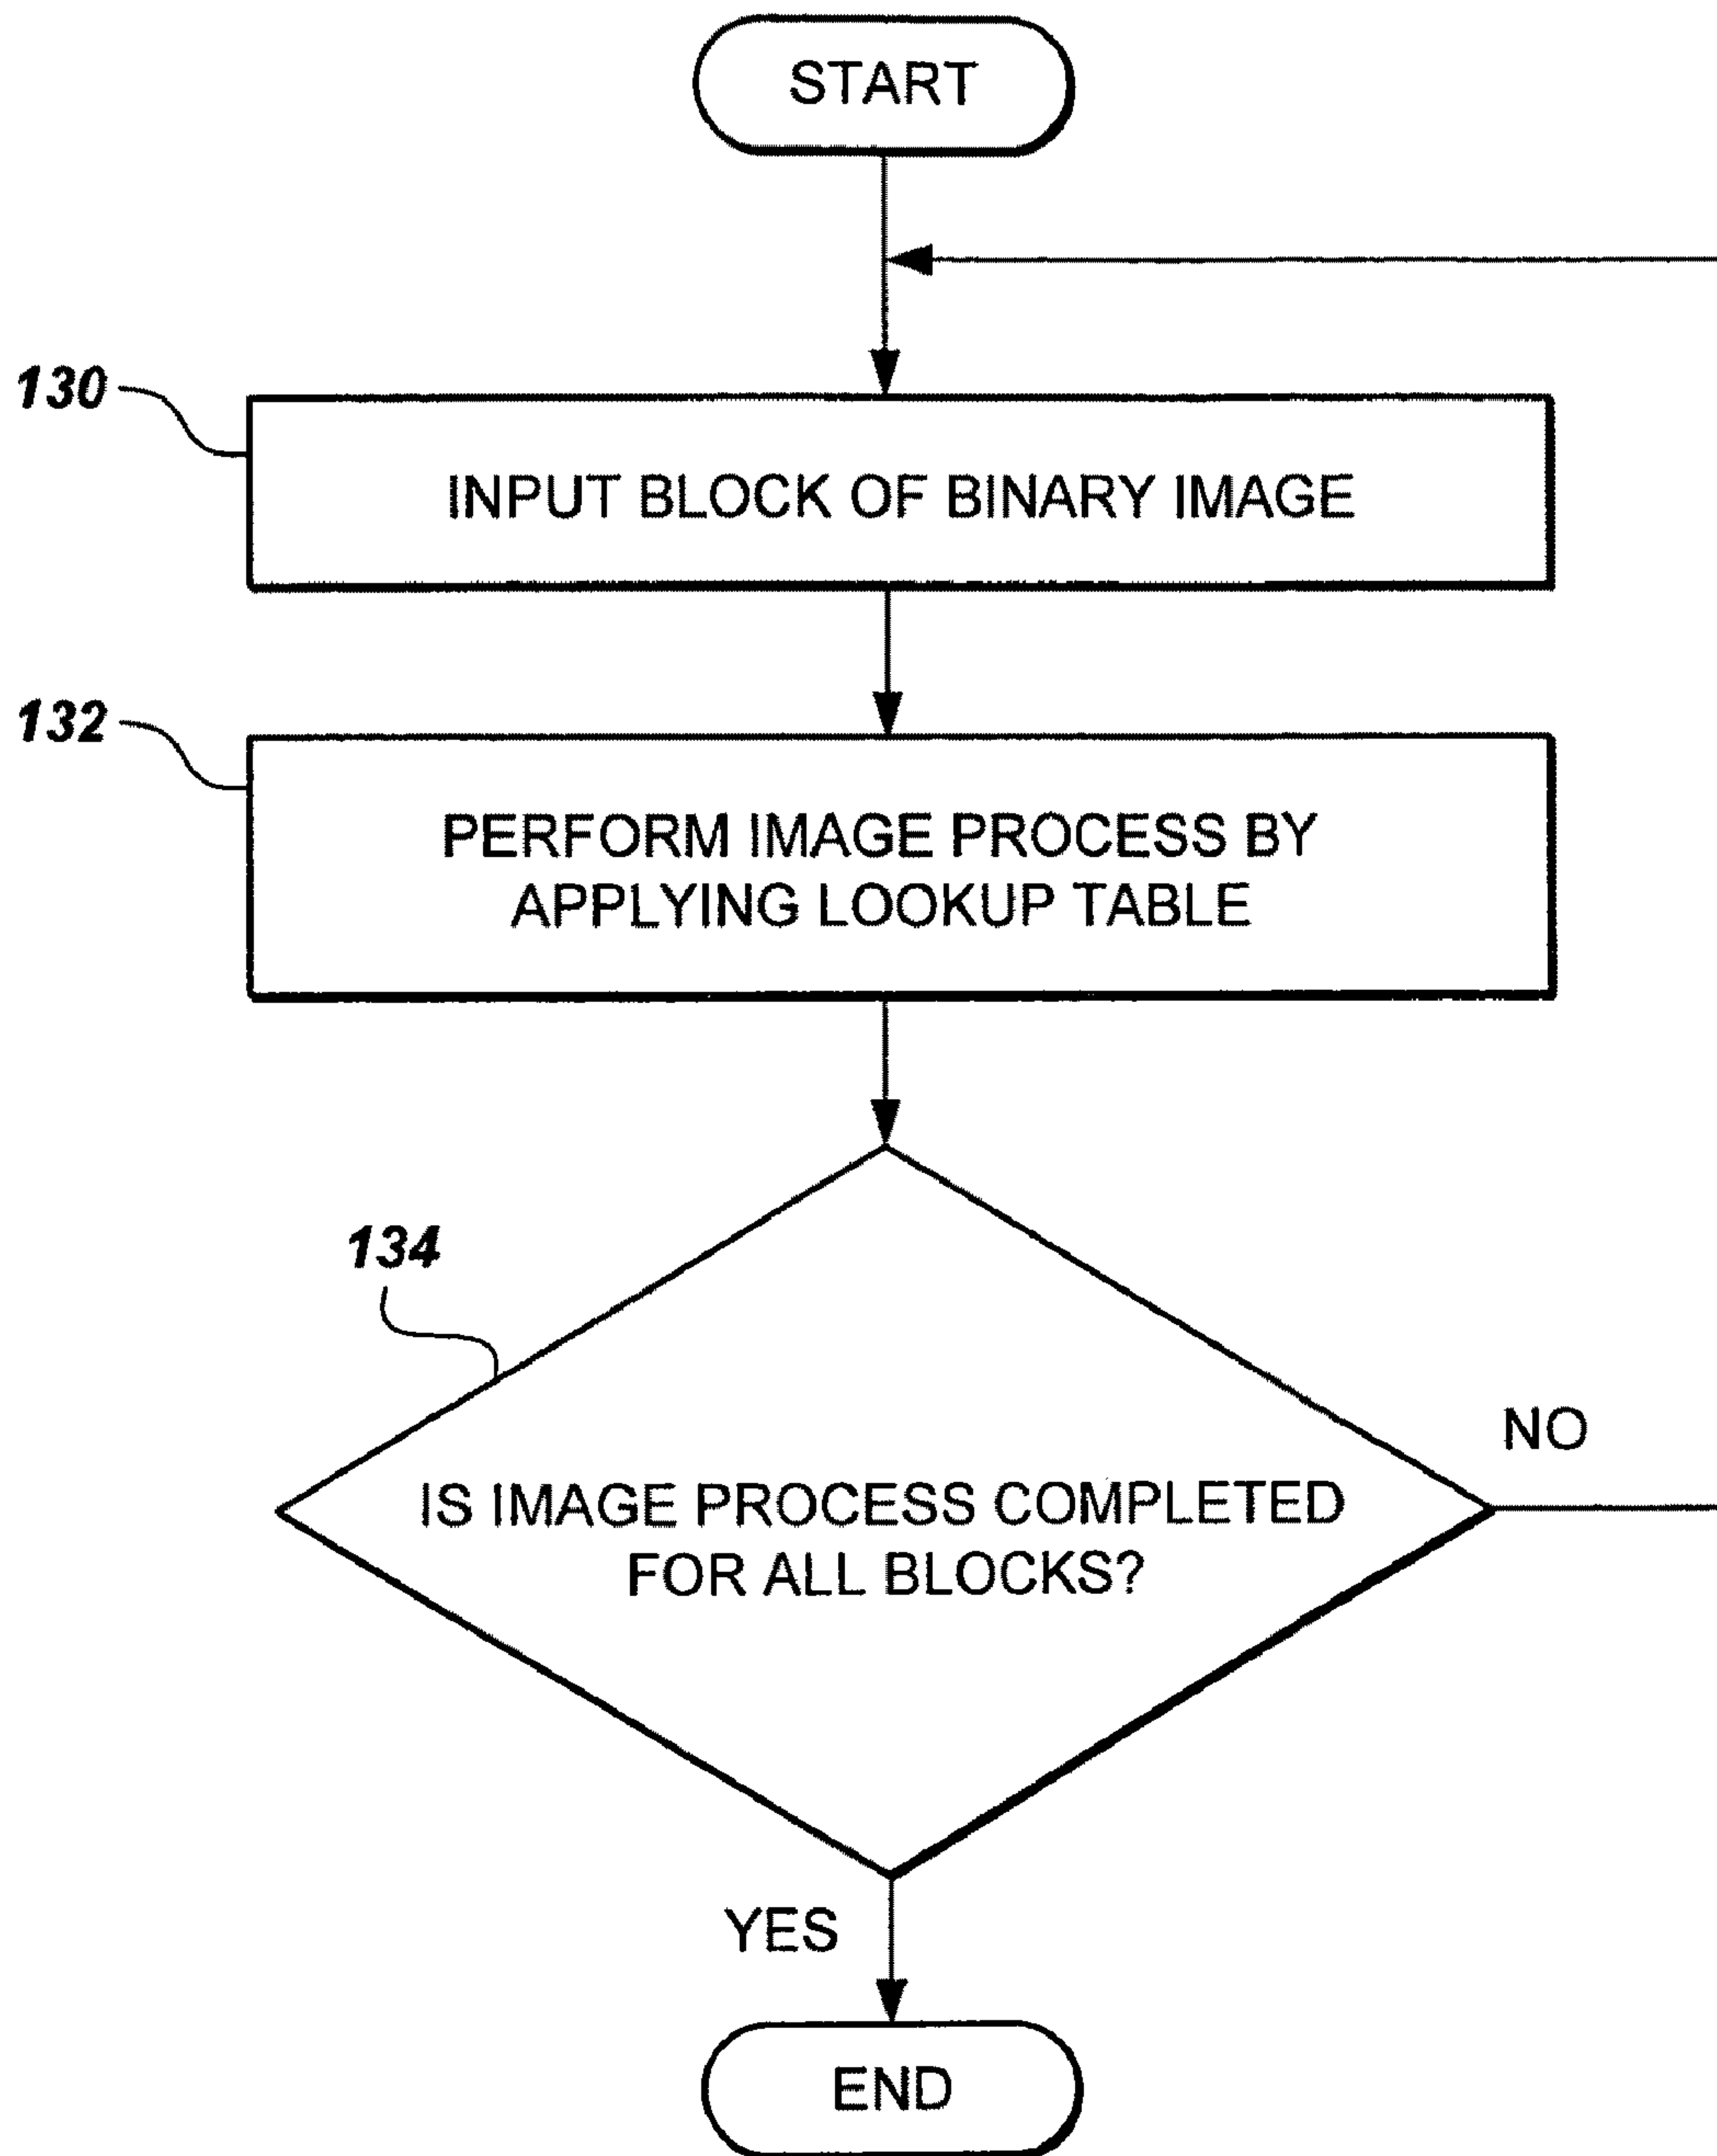 START
130
INPUT BLOCK OF BINARY IMAGE
132
PERFORM IMAGE PROCESS BY
APPLYING LOOKUP TABLE
134
NO
IS IMAGE PROCESS COMPLETED
FOR ALL BLOCKS?
YES
END